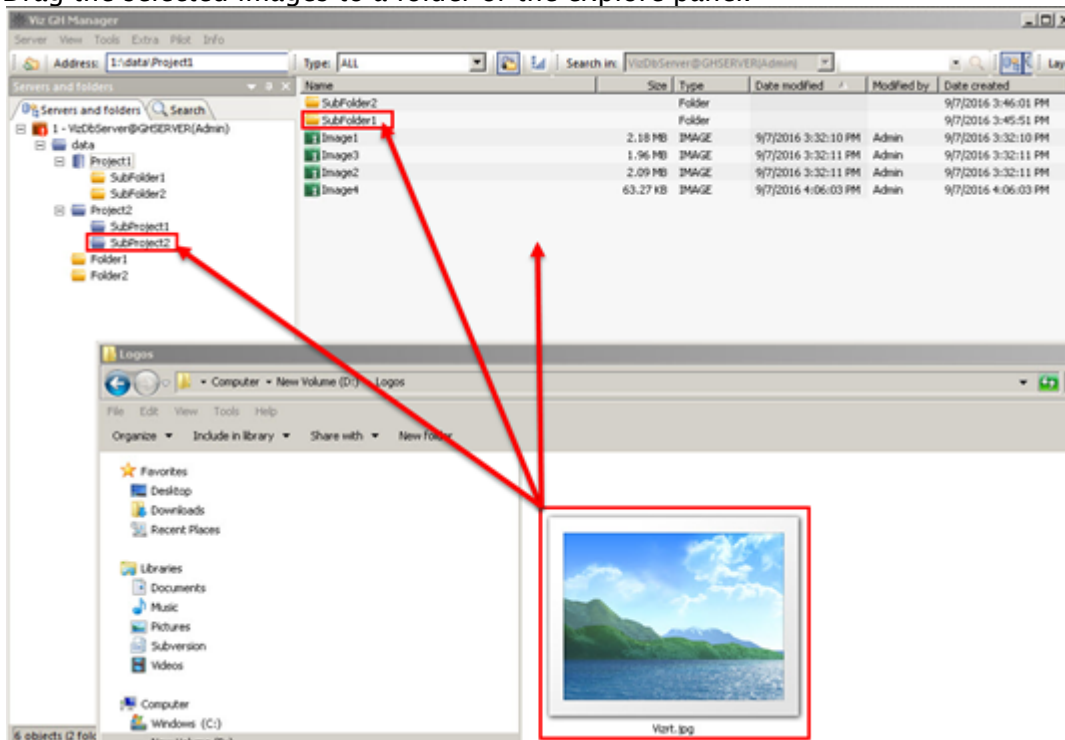 Drag the selected images to a folder of the explore panel.
Viz GH Manager
Server View Tools Extra Pilot Info
Address: 1:\data\Project1 Type: ALL Search in: VizDbServer@GHSERVER(Admin) Lay
Servers and folders
Servers and folders Search
1 - VizDbServer@GHSERVER(Admin)
data
Project1
SubFolder1
SubFolder2
Project2
SubProject1
SubProject2
Folder1
Folder2
Name Size Type Date modified Modified by Date created
SubFolder2 Folder 9/7/2016 3:46:01 PM
SubFolder1 Folder 9/7/2016 3:45:51 PM
Image1 2.18 MB IMAGE 9/7/2016 3:32:10 PM Admin 9/7/2016 3:32:10 PM
Image3 1.96 MB IMAGE 9/7/2016 3:32:11 PM Admin 9/7/2016 3:32:11 PM
Image2 2.09 MB IMAGE 9/7/2016 3:32:11 PM Admin 9/7/2016 3:32:11 PM
Image4 63.27 KB IMAGE 9/7/2016 4:06:03 PM Admin 9/7/2016 4:06:03 PM
Logos
Computer New Volume (D:) Logos
File Edit View Tools Help
Organize Include in library Share with New folder
Favorites
Desktop
Downloads
Recent Places
Libraries
Documents
Music
Pictures
Subversion
Videos
Computer
Windows (C:)
Vizrt.jpg
6 objects (2 fold